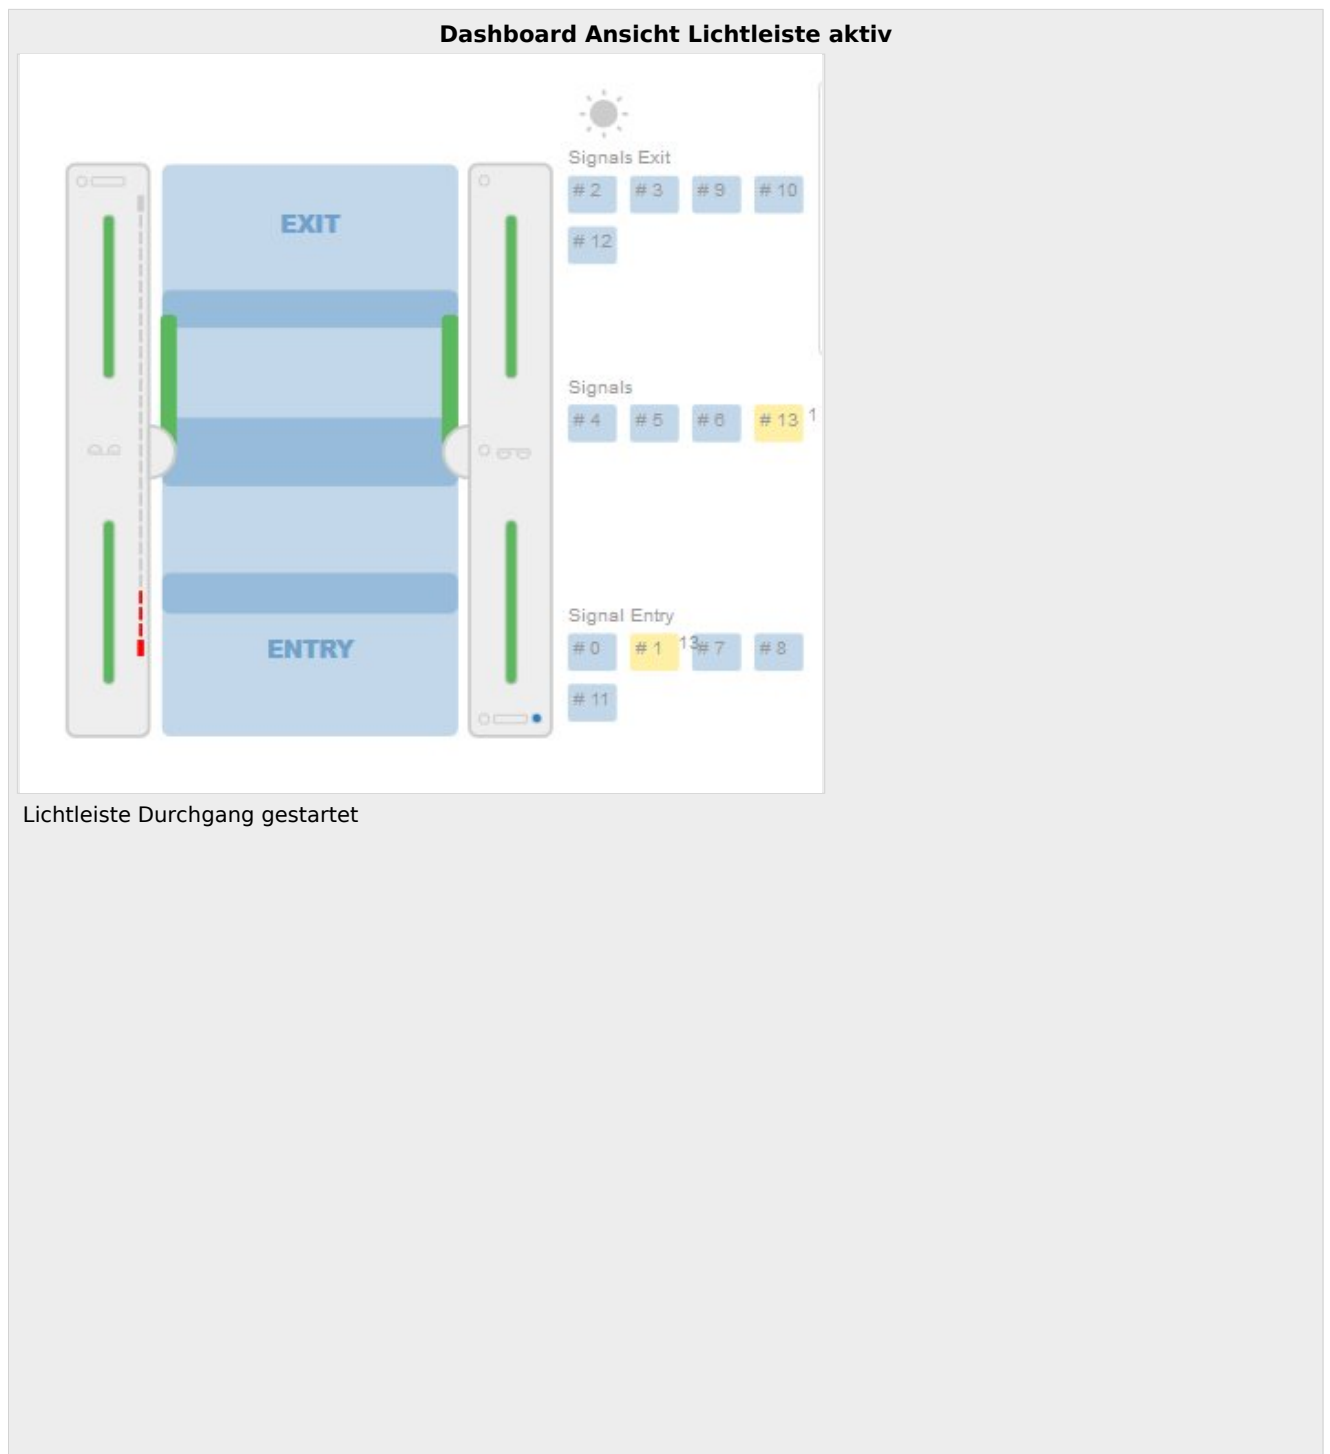 Dashboard Ansicht Lichtleiste aktiv
Signals Exit
# 2 # 3 # 9 # 10
# 12
EXIT
Signals
# 4 # 5 # 6 # 13 1
Signal Entry
# 0 # 1 13 # 7 # 8
# 11
ENTRY
Lichtleiste Durchgang gestartet